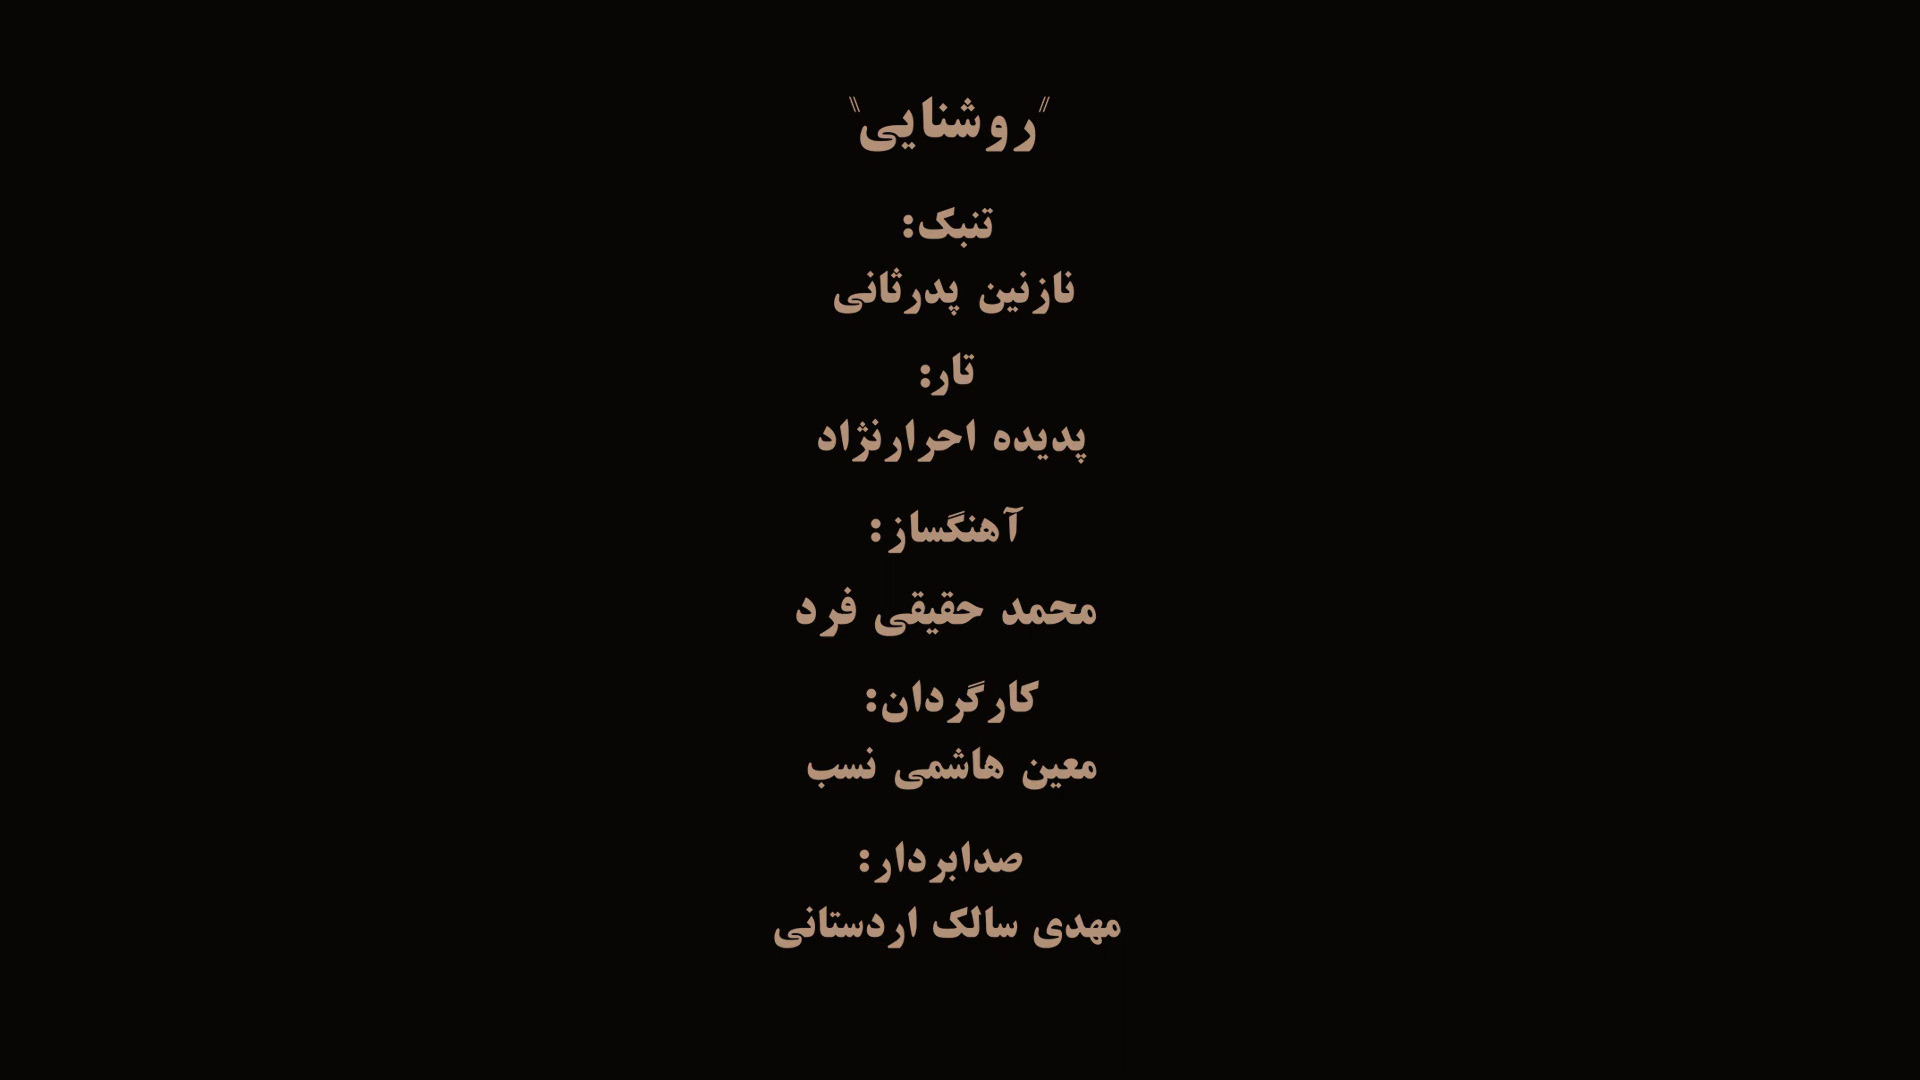 "روشنایی"
تنبک:
نازنین پدرثانی
تار:
پدیده احرارنژاد
آهنگساز:
محمد حقیقی فرد
کارگردان:
معین هاشمی نسب
صدابردار:
مهدی سالک اردستانی